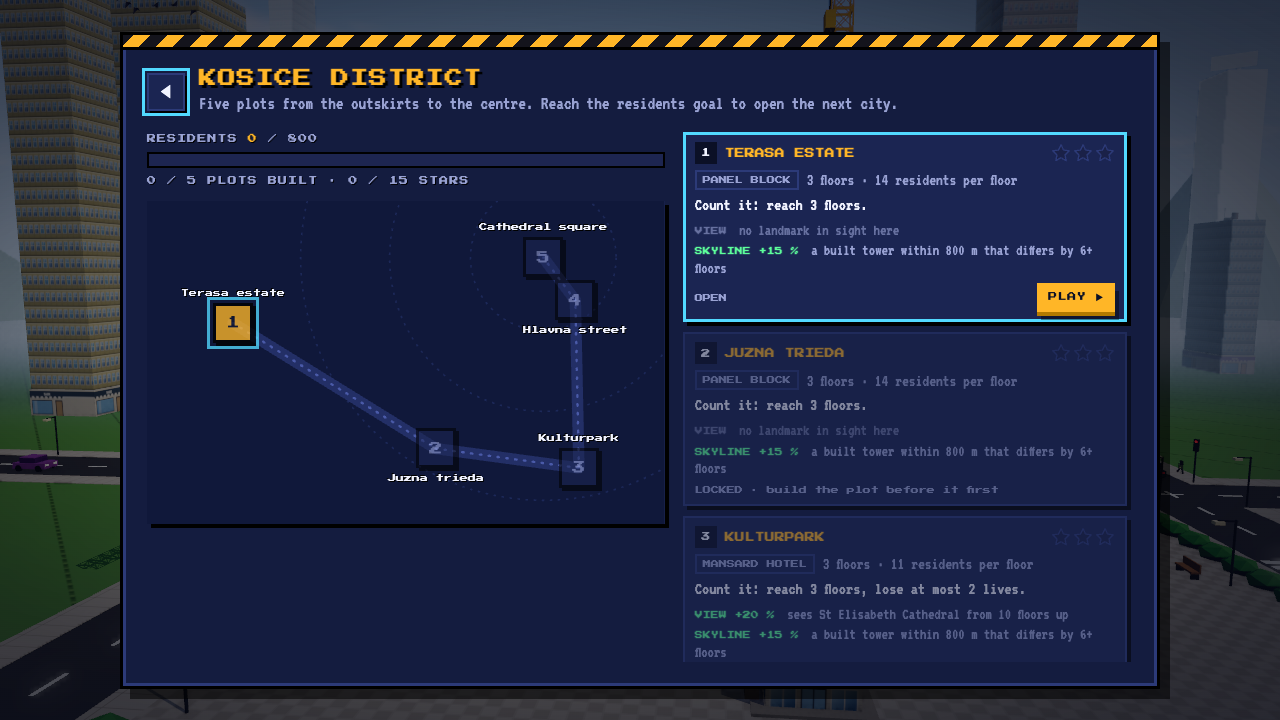 KOSICE DISTRICT
Five plots from the outskirts to the centre. Reach the residents goal to open the next city.
RESIDENTS 0 / 800
0 / 5 PLOTS BUILT · 0 / 15 STARS
Cathedral square
5
4
Hlavna street
Terasa estate
1
Kulturpark
2
3
Juzna trieda
1 TERASA ESTATE
PANEL BLOCK 3 floors · 14 residents per floor
Count it: reach 3 floors.
VIEW no landmark in sight here
SKYLINE +15 % a built tower within 800 m that differs by 6+
floors
OPEN PLAY
2 JUZNA TRIEDA
PANEL BLOCK 3 floors · 14 residents per floor
Count it: reach 3 floors.
VIEW no landmark in sight here
SKYLINE +15 % a built tower within 800 m that differs by 6+
floors
LOCKED · build the plot before it first
3 KULTURPARK
MANSARD HOTEL 3 floors · 11 residents per floor
Count it: reach 3 floors, lose at most 2 lives.
VIEW +20 % sees St Elisabeth Cathedral from 10 floors up
SKYLINE +15 % a built tower within 800 m that differs by 6+
floors